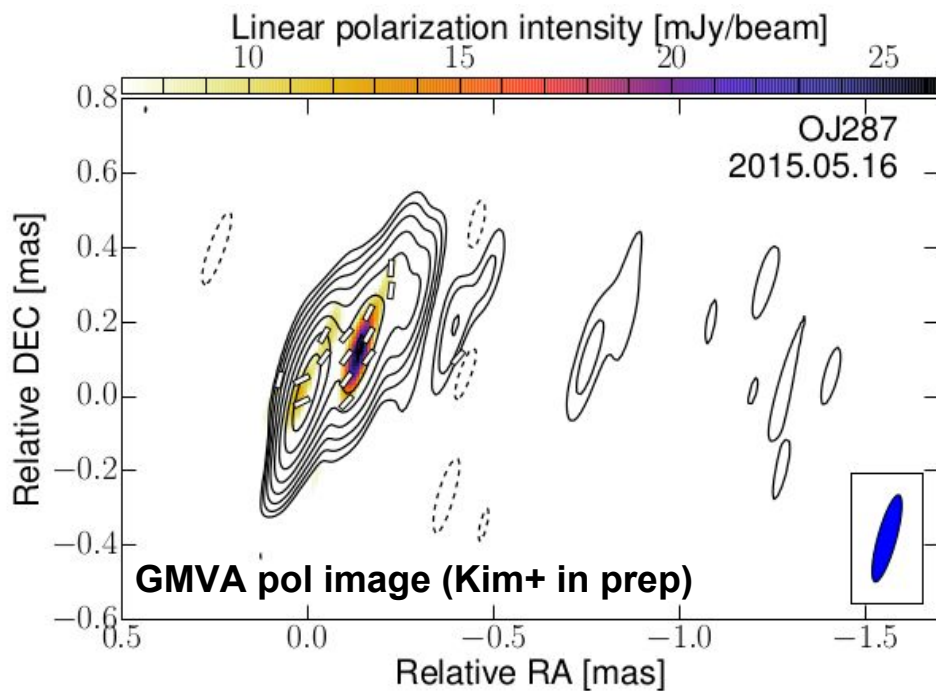 Linear polarization intensity [mJy/beam]
10 15 20 25
OJ287
2015.05.16
Relative DEC [mas]
0.8
0.6
0.4
0.2
0.0
−0.2
−0.4
−0.6
GMVA pol image (Kim+ in prep)
0.5 0.0 −0.5 −1.0 −1.5
Relative RA [mas]